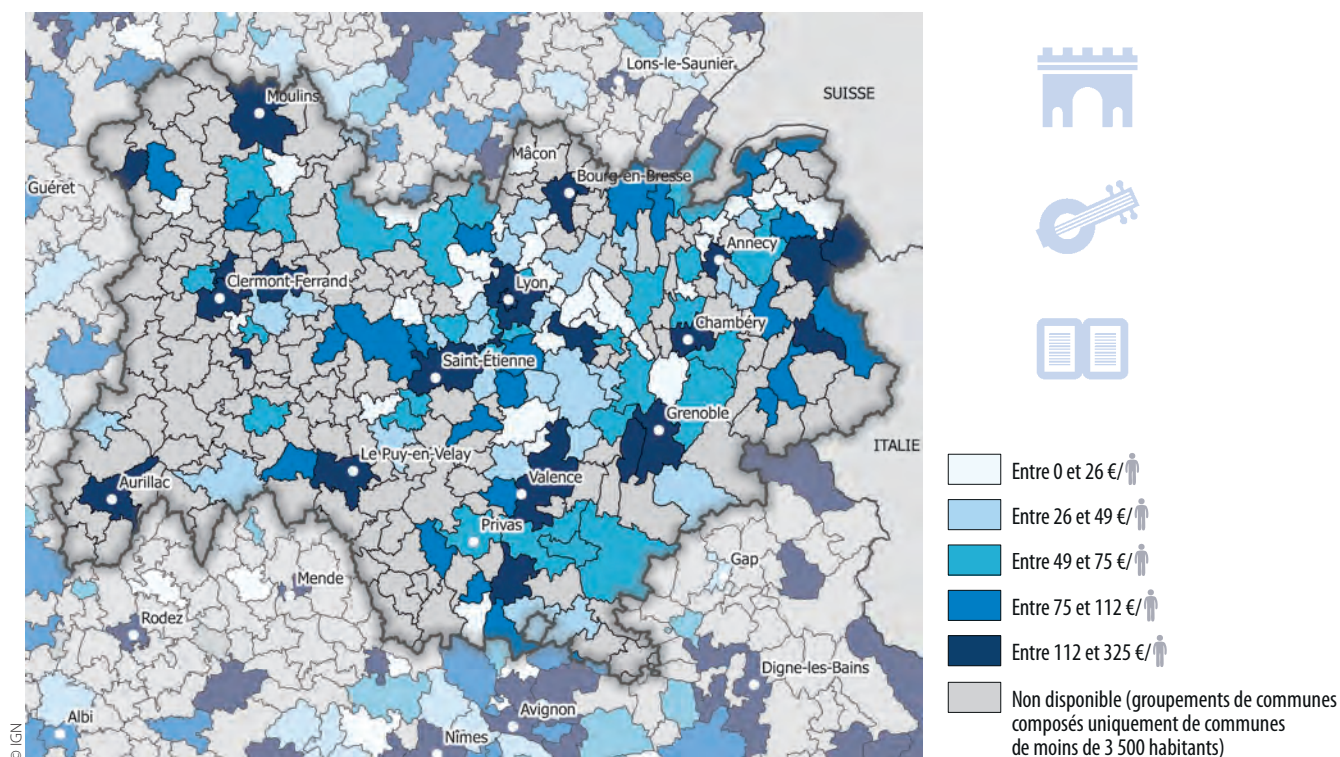 Lons-le-Saunier
SUISSE
Moulins
Mâcon
Bourg-en-Bresse
Guéret
Annecy
Clermont-Ferrand
Lyon
Chambéry
Saint-Étienne
Grenoble
ITALIE
Le Puy-en-Velay
Aurillac
Valence
Privas
Gap
Mende
Rodez
Digne-les-Bains
Albi
Avignon
Nîmes
© IGN
Entre 0 et 26 €/
Entre 26 et 49 €/
Entre 49 et 75 €/
Entre 75 et 112 €/
Entre 112 et 325 €/
Non disponible (groupements de communes
composés uniquement de communes
de moins de 3 500 habitants)